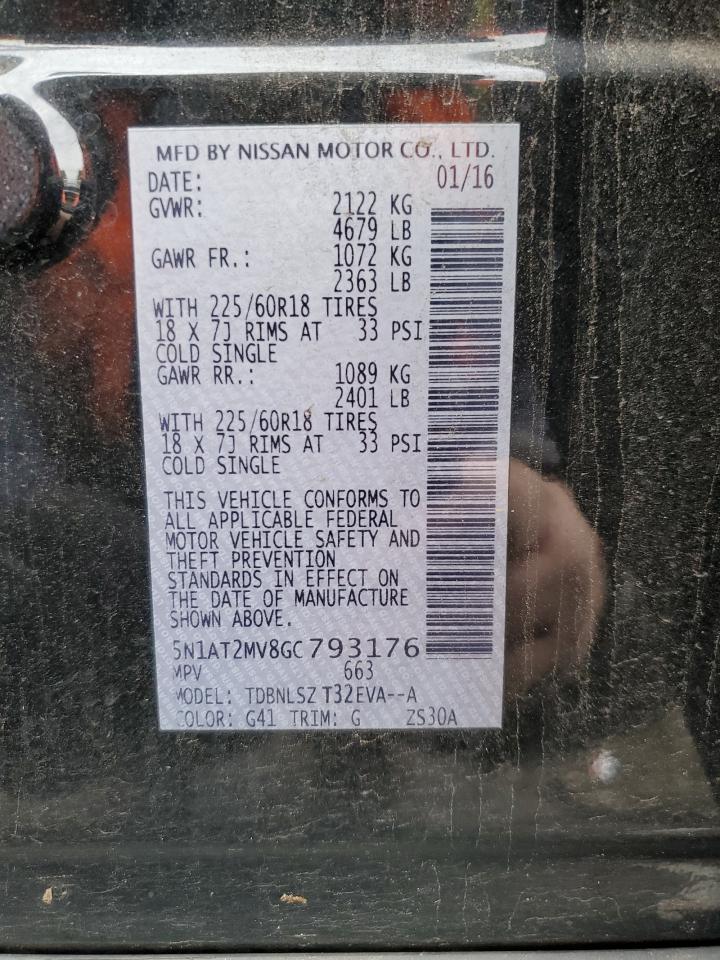 MFD BY NISSAN MOTOR CO., LTD.
DATE: 01/16
GVWR: 2122 KG
4679 LB
GAWR FR.: 1072 KG
2363 LB
WITH 225/60R18 TIRES
18 X 7J RIMS AT 33 PSI
COLD SINGLE
GAWR RR.: 1089 KG
2401 LB
WITH 225/60R18 TIRES
18 X 7J RIMS AT 33 PSI
COLD SINGLE
THIS VEHICLE CONFORMS TO
ALL APPLICABLE FEDERAL
MOTOR VEHICLE SAFETY AND
THEFT PREVENTION
STANDARDS IN EFFECT ON
THE DATE OF MANUFACTURE
SHOWN ABOVE.
5N1AT2MV8GC793176
MPV 663
MODEL: TDBNLSZ T32EVA--A
COLOR: G41 TRIM: G ZS30A